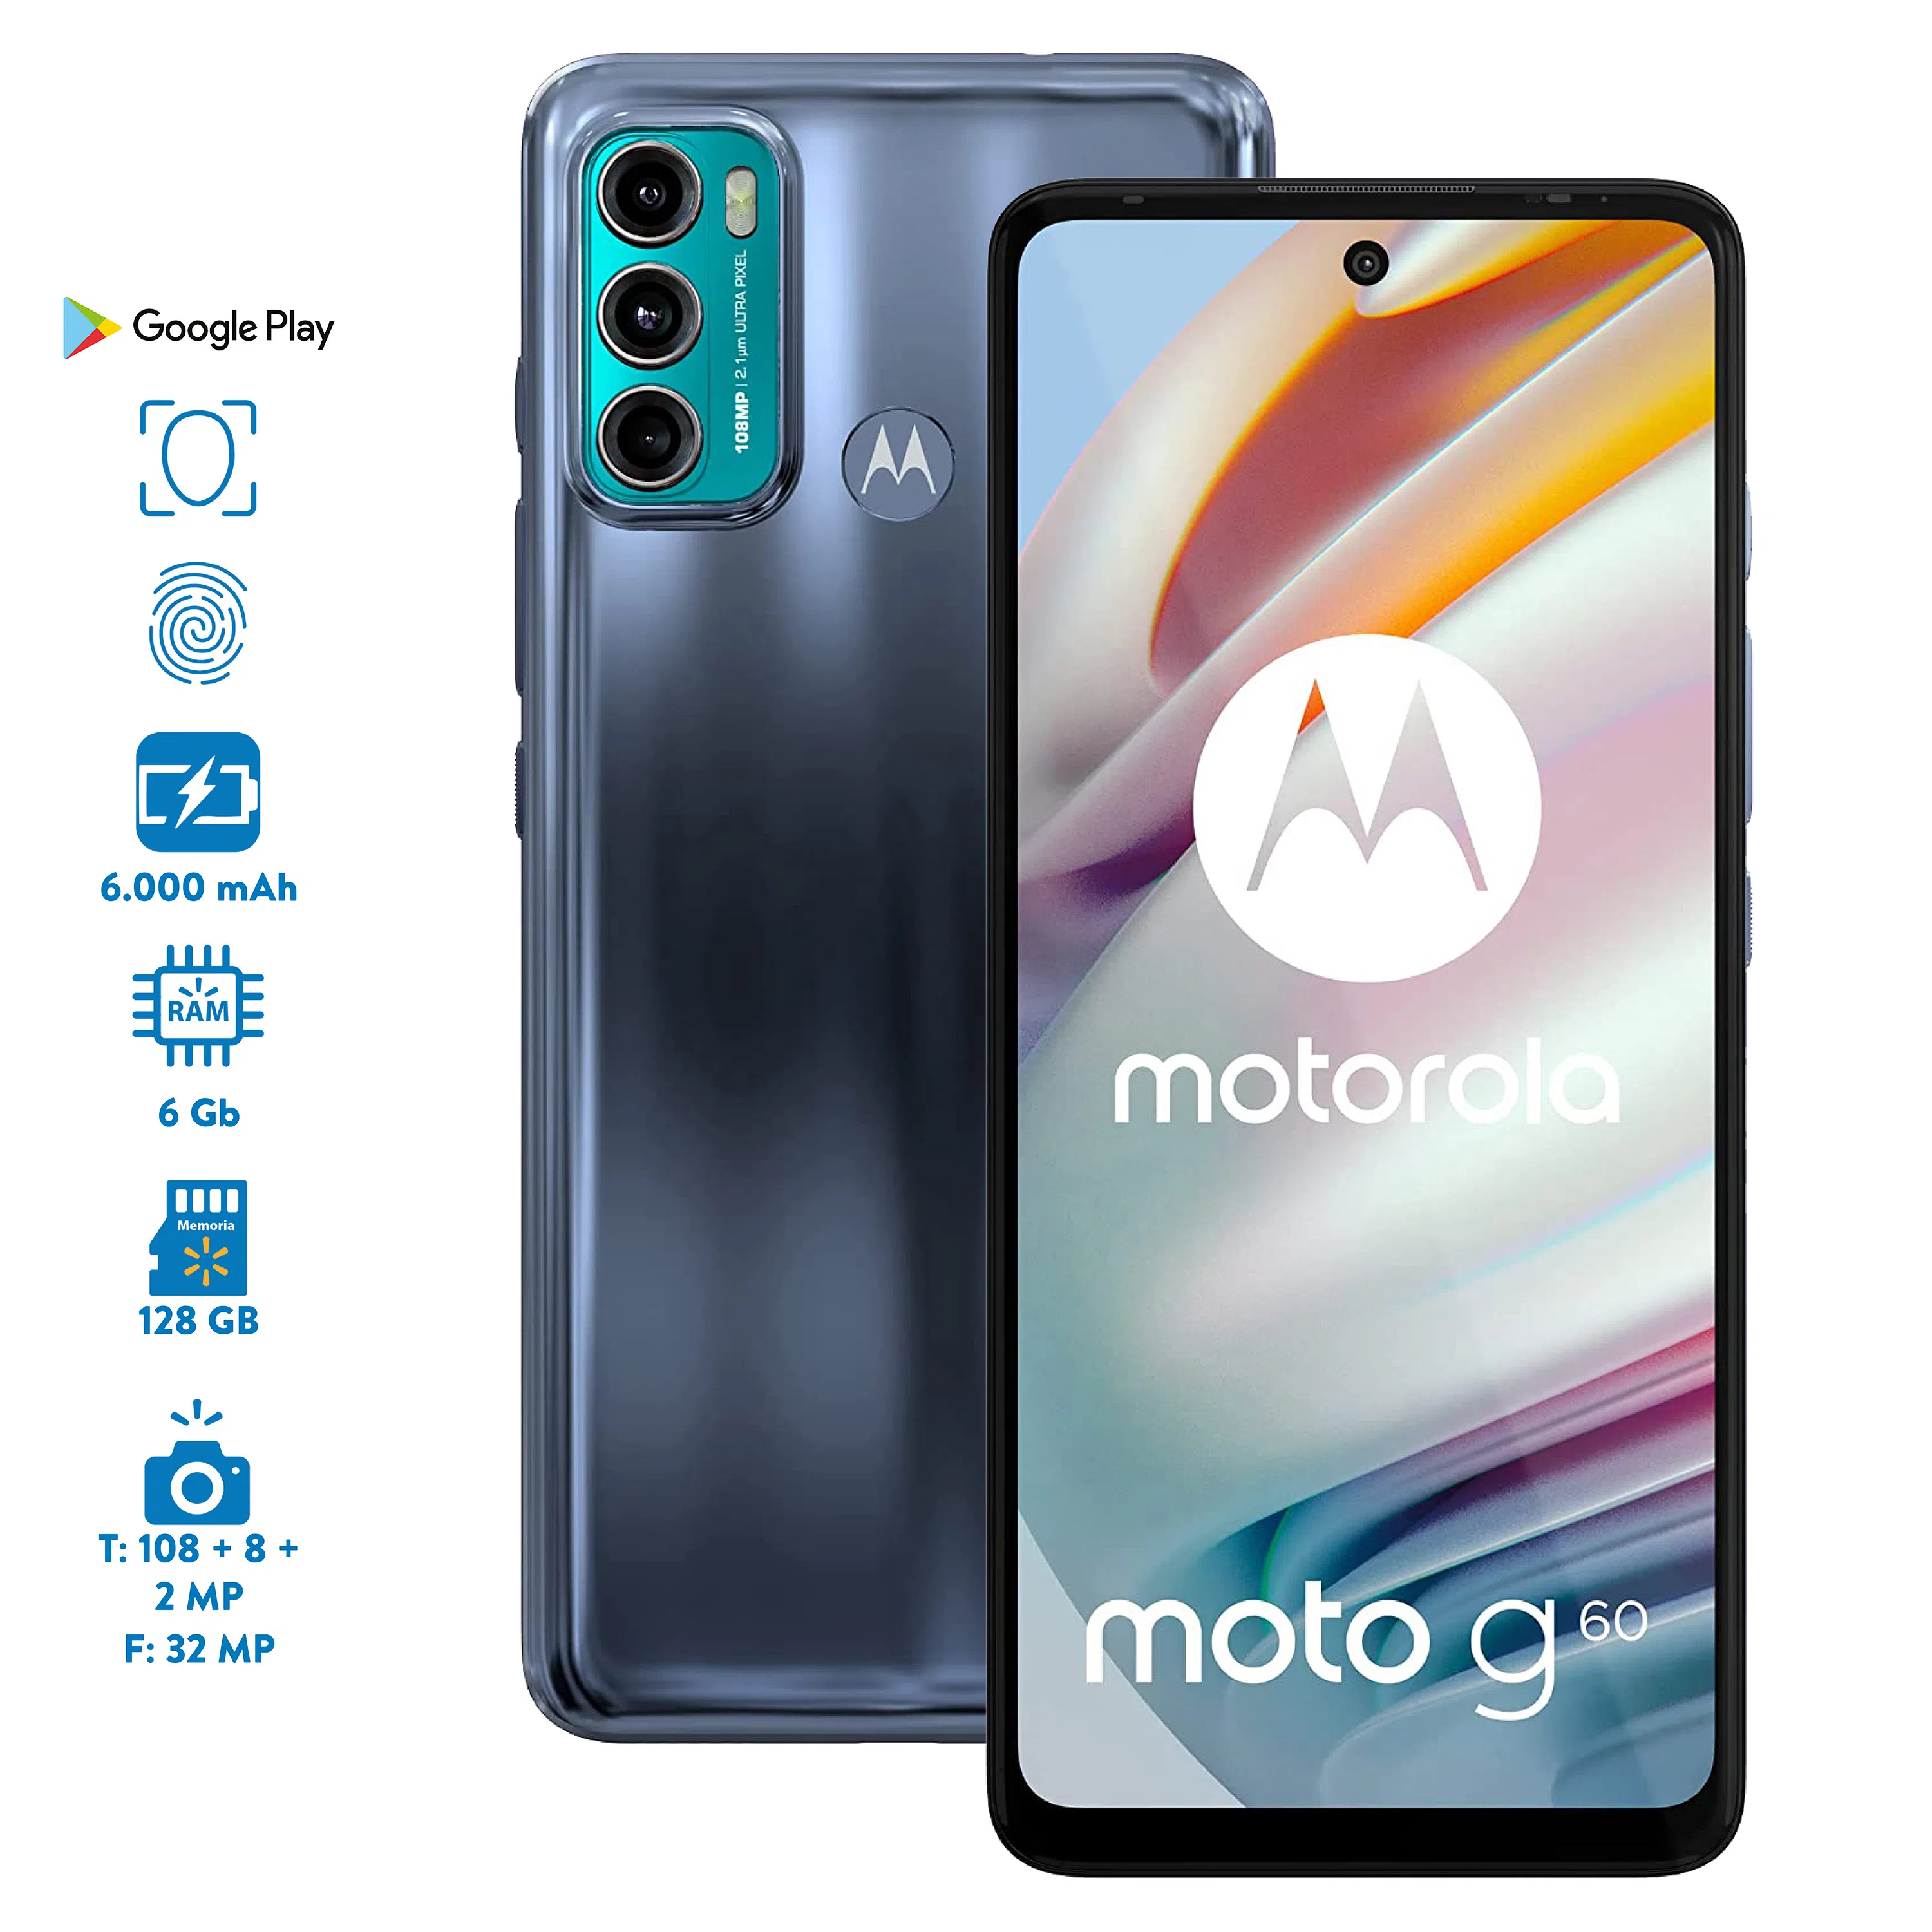 Google Play
6.000 mAh
RAM
6 Gb
Memoria
128 GB
T: 108 + 8 +
2 MP
F: 32 MP
108MP | 2.1µm ULTRA PIXEL
motorola
moto g 60